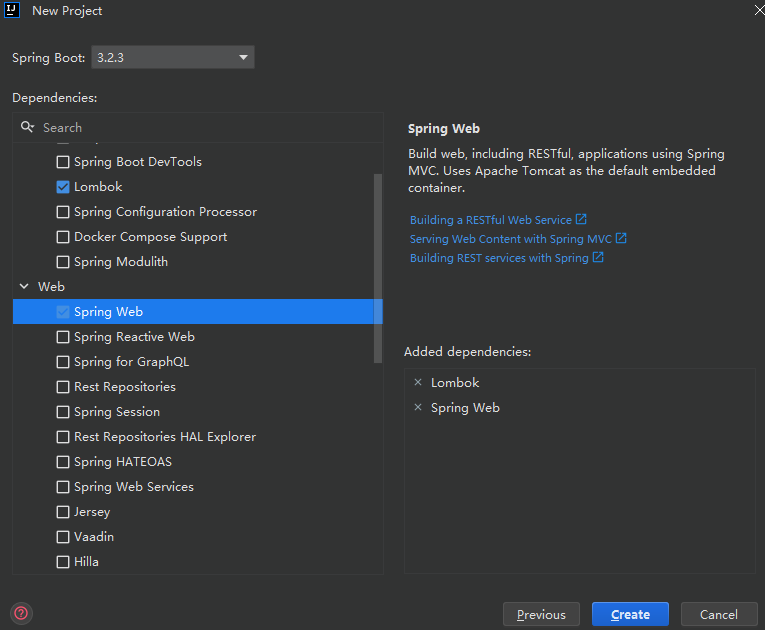 IJ
New Project
Spring Boot: 3.2.3
Dependencies:
Search
Spring Boot DevTools
Lombok
Spring Configuration Processor
Docker Compose Support
Spring Modulith
Web
Spring Web
Spring Reactive Web
Spring for GraphQL
Rest Repositories
Spring Session
Rest Repositories HAL Explorer
Spring HATEOAS
Spring Web Services
Jersey
Vaadin
Hilla
Spring Web
Build web, including RESTful, applications using Spring
MVC. Uses Apache Tomcat as the default embedded
container.
Building a RESTful Web Service
Serving Web Content with Spring MVC
Building REST services with Spring
Added dependencies:
× Lombok
× Spring Web
?
Previous
Create
Cancel